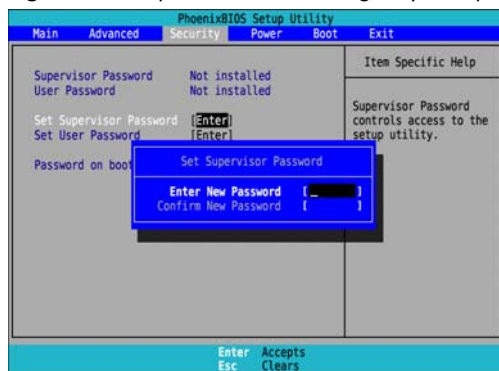 PhoenixBIOS Setup Utility
Main Advanced Security Power Boot Exit
Item Specific Help
Supervisor Password Not installed
User Password Not installed
Supervisor Password
controls access to the
setup utility.
Set Supervisor Password [Enter]
Set User Password [Enter]
Password on boot
Set Supervisor Password
Enter New Password [_ ]
Confirm New Password [ ]
Enter Accepts
Esc Clears